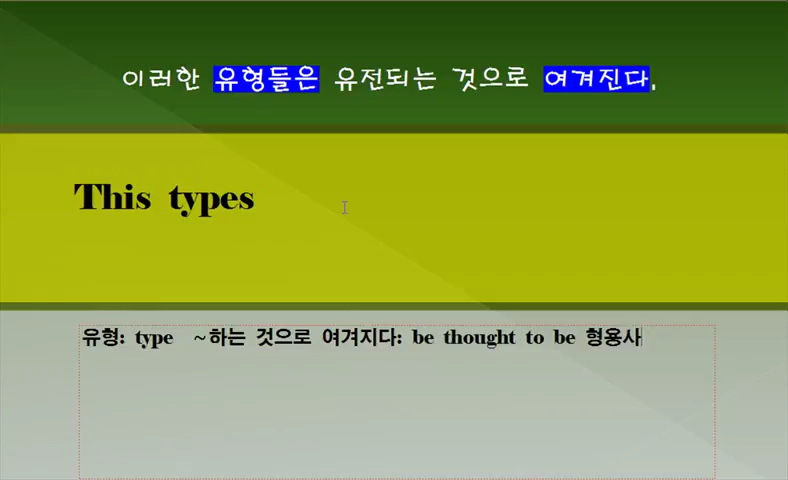 이러한 유형들은 유전되는 것으로 여겨진다.
This types
유형: type ~하는 것으로 여겨지다: be thought to be 형용사